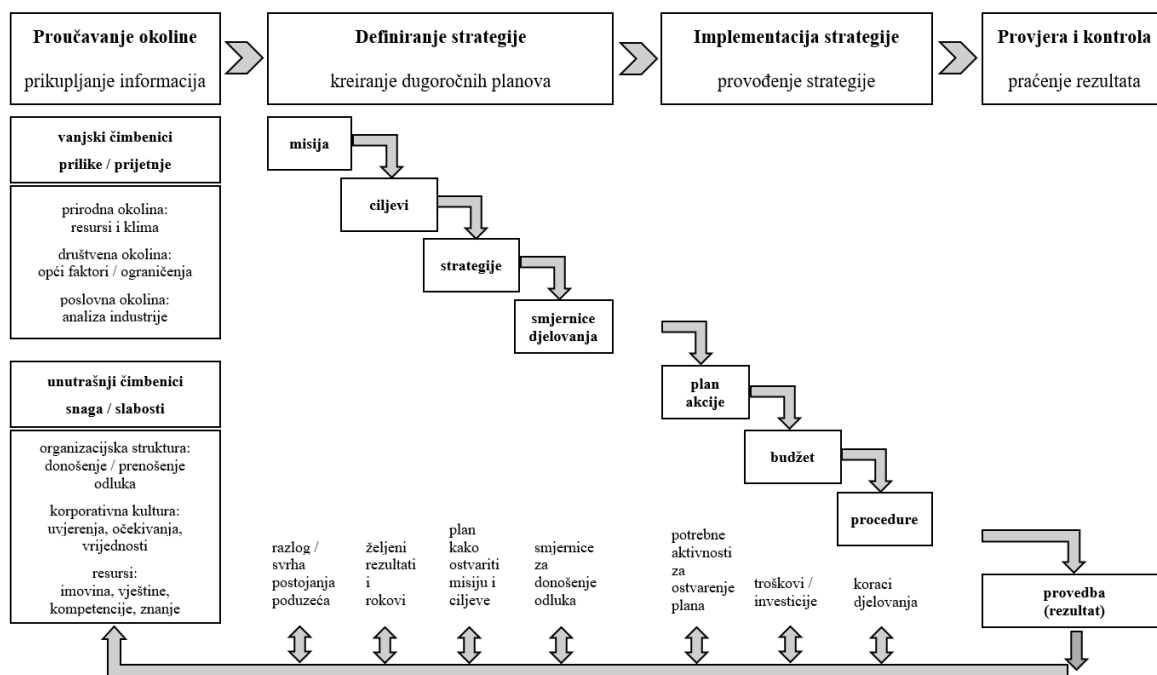 Proučavanje okoline
prikupljanje informacija
Definiranje strategije
kreiranje dugoročnih planova
Implementacija strategije
provođenje strategije
Provjera i kontrola
praćenje rezultata
vanjski čimbenici
prilike / prijetnje
prirodna okolina:
resursi i klima
društvena okolina:
opći faktori / ograničenja
poslovna okolina:
analiza industrije
unutrašnji čimbenici
snaga / slabosti
organizacijska struktura:
donošenje / prenošenje
odluka
korporativna kultura:
uvjerenja, očekivanja,
vrijednosti
resursi:
imovina, vještine,
kompetencije, znanje
misija
ciljevi
strategije
smjernice
djelovanja
plan
akcije
budžet
procedure
provedba
(rezultat)
razlog /
svrha
postojanja
poduzeća
željeni
rezultati
i
rokovi
plan
kako
ostvariti
misiju i
ciljeve
smjernice
za
donošenje
odluka
potrebne
aktivnosti
za
ostvarenje
plana
troškovi /
investicije
koraci
djelovanja